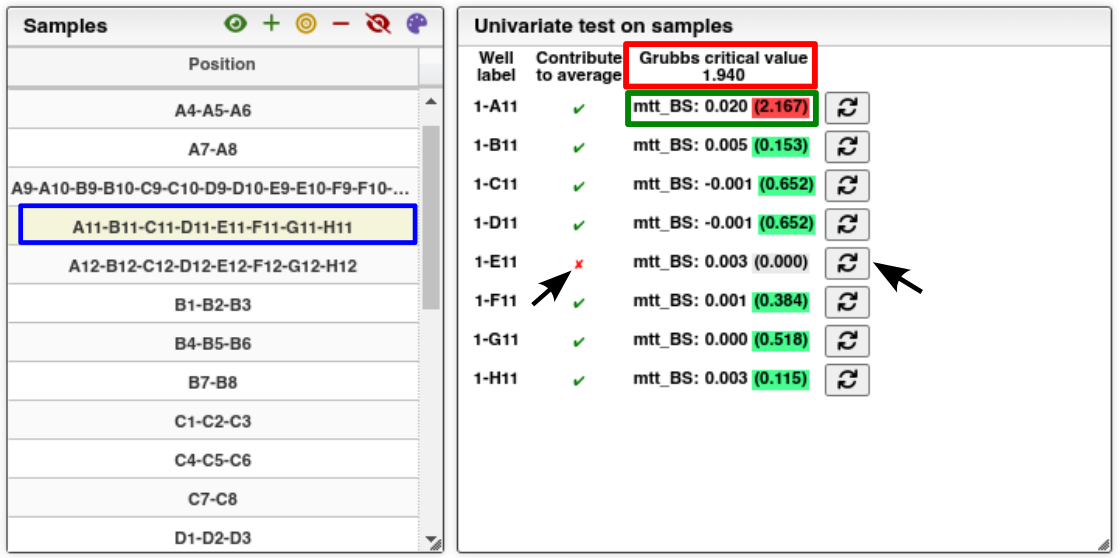 Samples
Position
A4-A5-A6
A7-A8
A9-A10-B9-B10-C9-C10-D9-D10-E9-E10-F9-F10-...
A11-B11-C11-D11-E11-F11-G11-H11
A12-B12-C12-D12-E12-F12-G12-H12
B1-B2-B3
B4-B5-B6
B7-B8
C1-C2-C3
C4-C5-C6
C7-C8
D1-D2-D3
Univariate test on samples
Well label Contribute to average Grubbs critical value 1.940
1-A11 ✔ mtt_BS: 0.020 (2.167)
1-B11 ✔ mtt_BS: 0.005 (0.153)
1-C11 ✔ mtt_BS: -0.001 (0.652)
1-D11 ✔ mtt_BS: -0.001 (0.652)
1-E11 ✘ mtt_BS: 0.003 (0.000)
1-F11 ✔ mtt_BS: 0.001 (0.384)
1-G11 ✔ mtt_BS: 0.000 (0.518)
1-H11 ✔ mtt_BS: 0.003 (0.115)